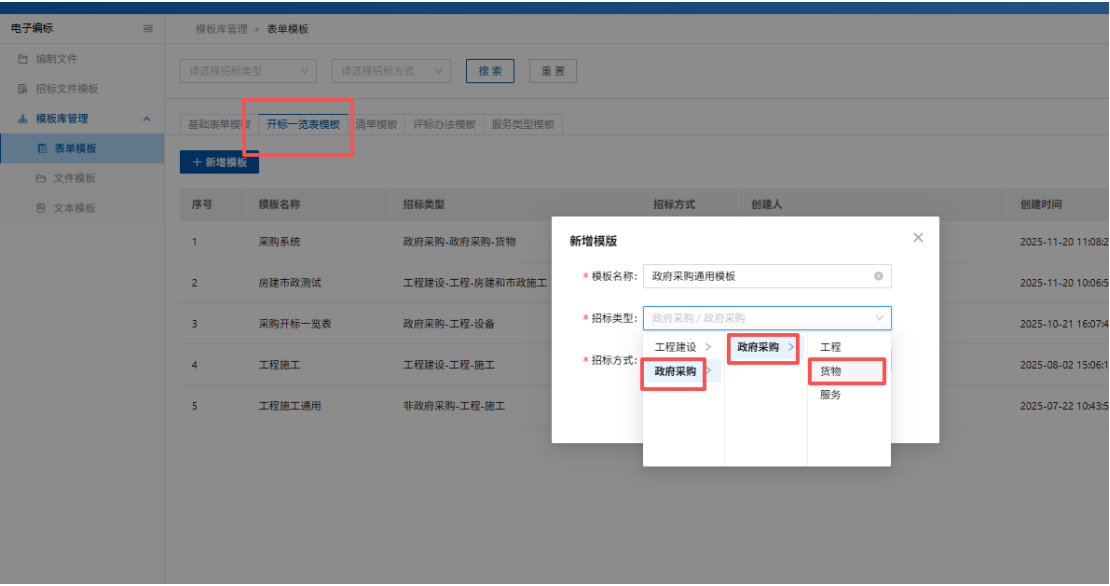 电子编标
模板库管理 > 表单模板
编制文件
招标文件模板
模板库管理
表单模板
文件模板
文本模板
请选择招标类型 请选择招标方式 搜索 重置
基础表单模板 开标一览表模板 清单模板 评标办法模板 服务类型模板
+ 新增模板
序号 模板名称 招标类型 招标方式 创建人 创建时间
1 采购系统 政府采购-政府采购-货物 2025-11-20 11:08:2
2 房建市政测试 工程建设-工程-房建和市政施工 2025-11-20 10:06:5
3 采购开标一览表 政府采购-工程-设备 2025-10-21 16:07:4
4 工程施工 工程建设-工程-施工 2025-08-02 15:06:1
5 工程施工通用 非政府采购-工程-施工 2025-07-22 10:43:5
新增模版
* 模板名称: 政府采购通用模板
* 招标类型: 政府采购 / 政府采购
* 招标方式:
工程建设 > 政府采购 > 工程
政府采购 > 货物
服务